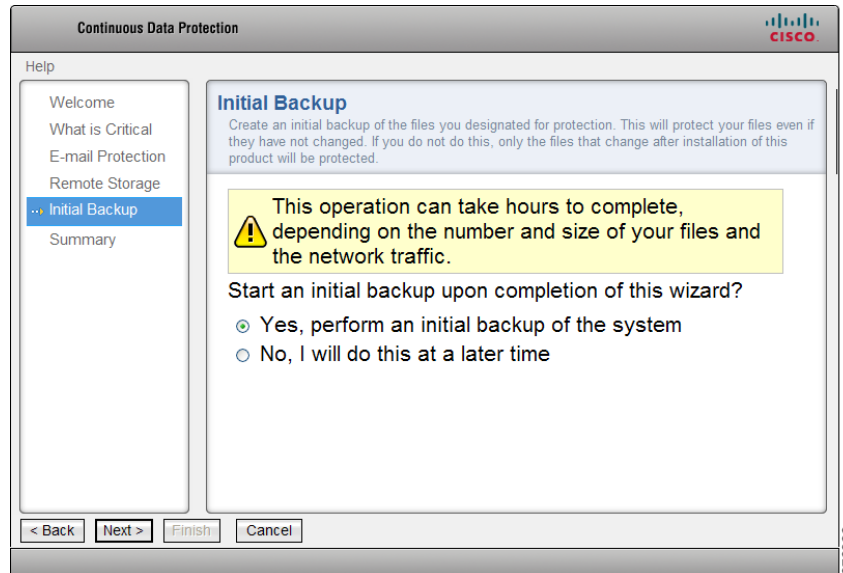 Continuous Data Protection
CISCO
Help
Welcome
What is Critical
E-mail Protection
Remote Storage
Initial Backup
Summary
Initial Backup
Create an initial backup of the files you designated for protection. This will protect your files even if
they have not changed. If you do not do this, only the files that change after installation of this
product will be protected.
This operation can take hours to complete,
depending on the number and size of your files and
the network traffic.
Start an initial backup upon completion of this wizard?
Yes, perform an initial backup of the system
No, I will do this at a later time
< Back
Next >
Finish
Cancel